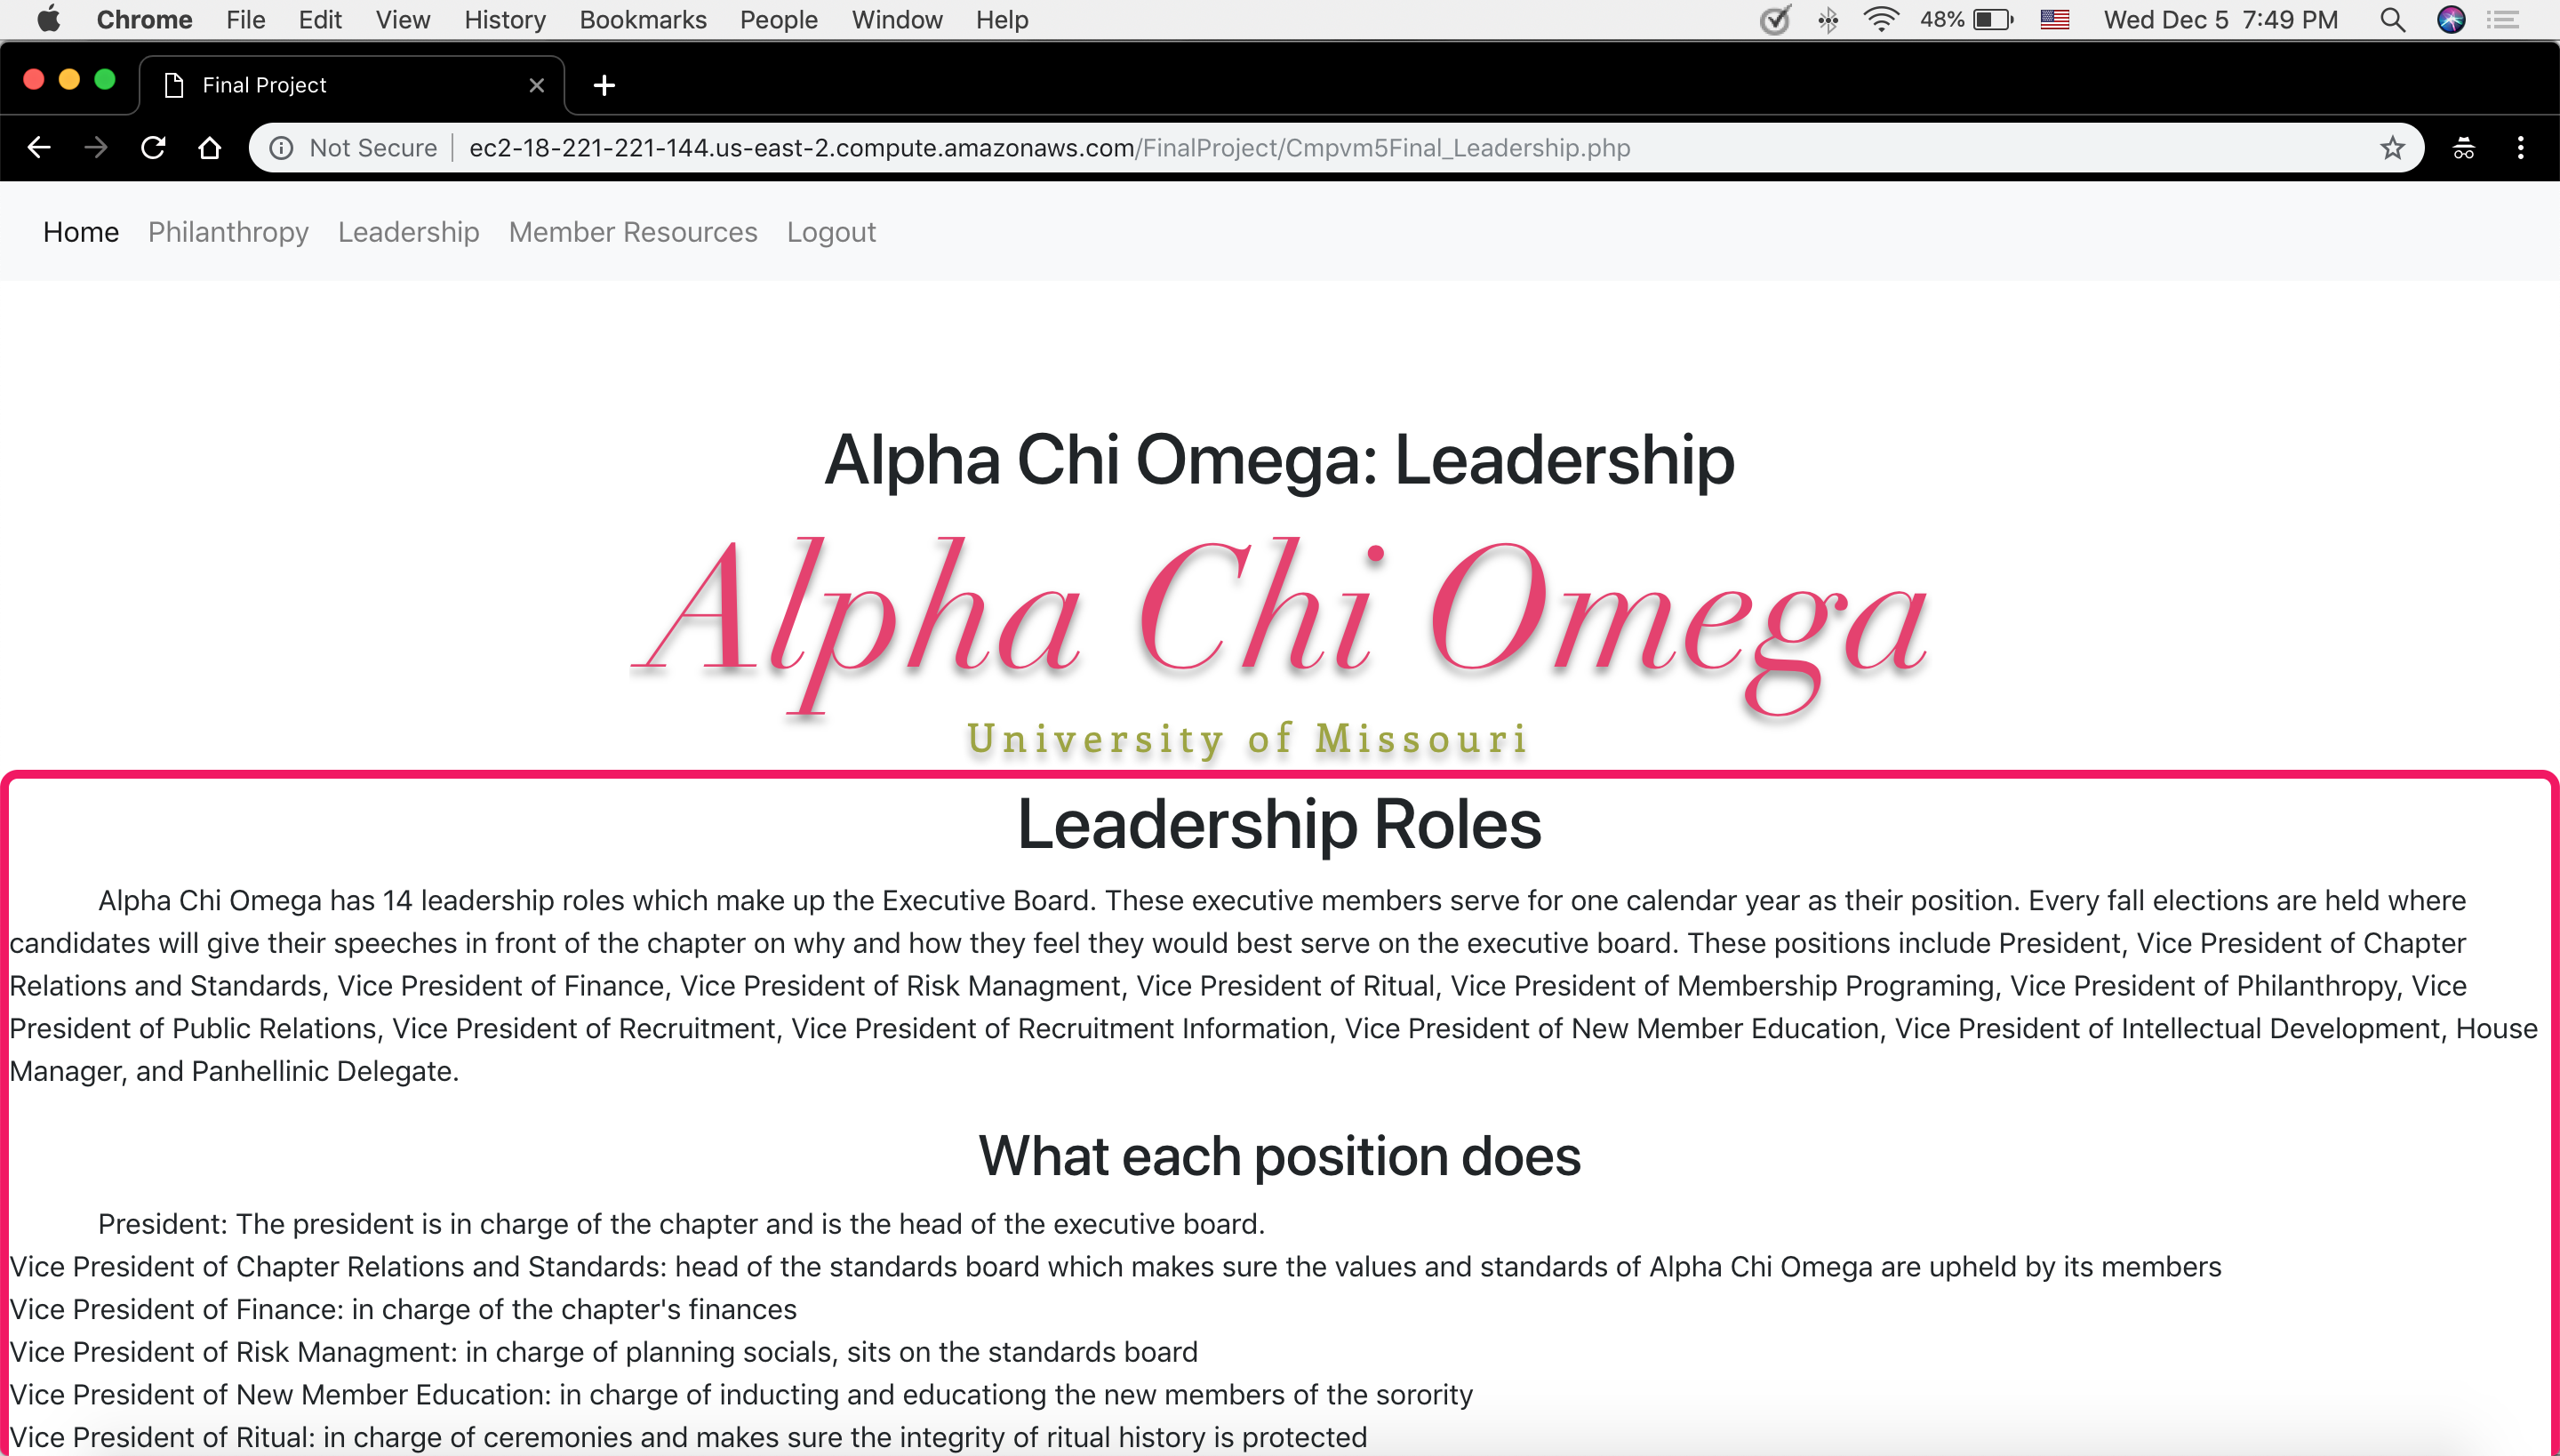 Chrome File Edit View History Bookmarks People Window Help 48% Wed Dec 5 7:49 PM
Final Project
Not Secure ec2-18-221-221-144.us-east-2.compute.amazonaws.com/FinalProject/Cmpvm5Final_Leadership.php
Home Philanthropy Leadership Member Resources Logout
Alpha Chi Omega: Leadership
Alpha Chi Omega
University of Missouri
Leadership Roles
Alpha Chi Omega has 14 leadership roles which make up the Executive Board. These executive members serve for one calendar year as their position. Every fall elections are held where
candidates will give their speeches in front of the chapter on why and how they feel they would best serve on the executive board. These positions include President, Vice President of Chapter
Relations and Standards, Vice President of Finance, Vice President of Risk Managment, Vice President of Ritual, Vice President of Membership Programing, Vice President of Philanthropy, Vice
President of Public Relations, Vice President of Recruitment, Vice President of Recruitment Information, Vice President of New Member Education, Vice President of Intellectual Development, House
Manager, and Panhellinic Delegate.
What each position does
President: The president is in charge of the chapter and is the head of the executive board.
Vice President of Chapter Relations and Standards: head of the standards board which makes sure the values and standards of Alpha Chi Omega are upheld by its members
Vice President of Finance: in charge of the chapter's finances
Vice President of Risk Managment: in charge of planning socials, sits on the standards board
Vice President of New Member Education: in charge of inducting and educationg the new members of the sorority
Vice President of Ritual: in charge of ceremonies and makes sure the integrity of ritual history is protected